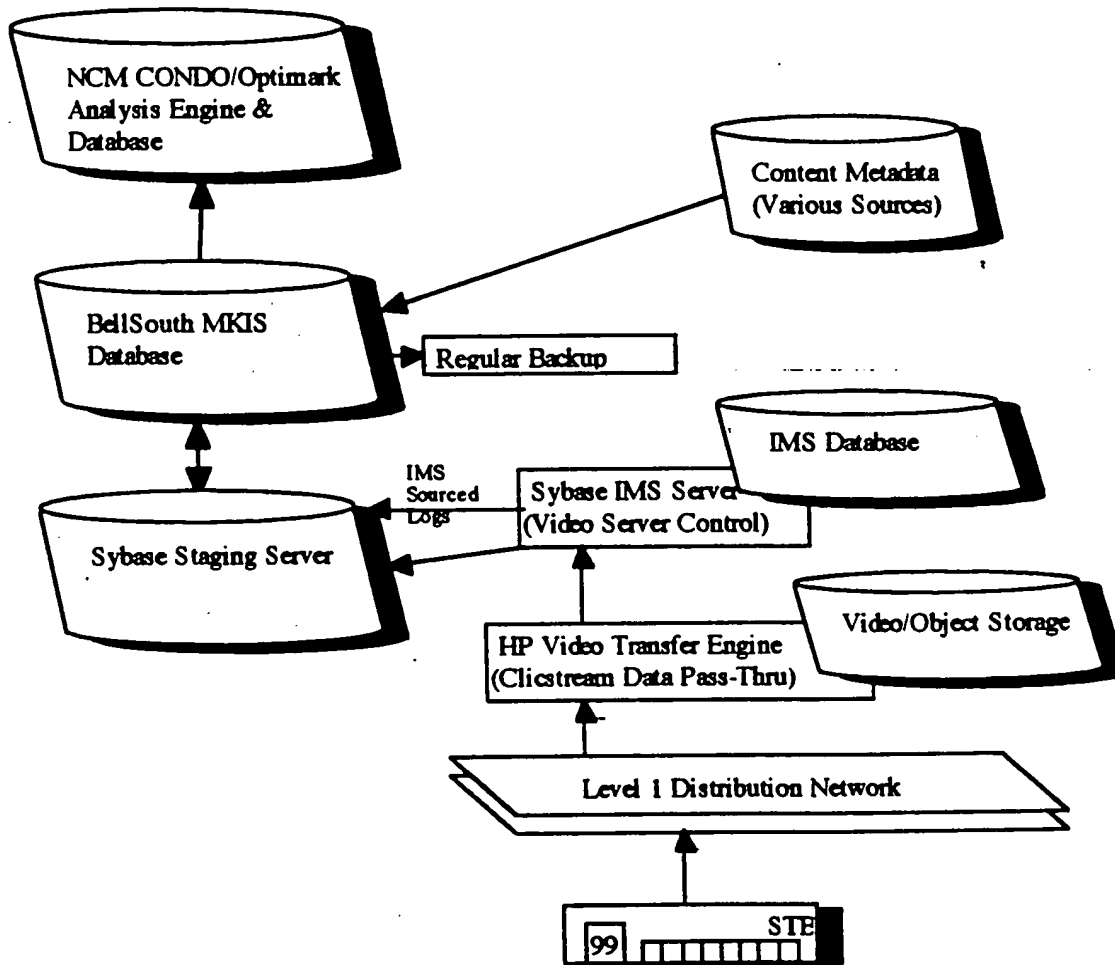 NCM CONDO/Optimark
Analysis Engine &
Database
Content Metadata
(Various Sources)
BellSouth MKIS
Database
Regular Backup
IMS Database
IMS
Sourced
Logs
Sybase IMS Server
(Video Server Control)
Sybase Staging Server
Video/Object Storage
HP Video Transfer Engine
(Clicstream Data Pass-Thru)
Level 1 Distribution Network
STE
99